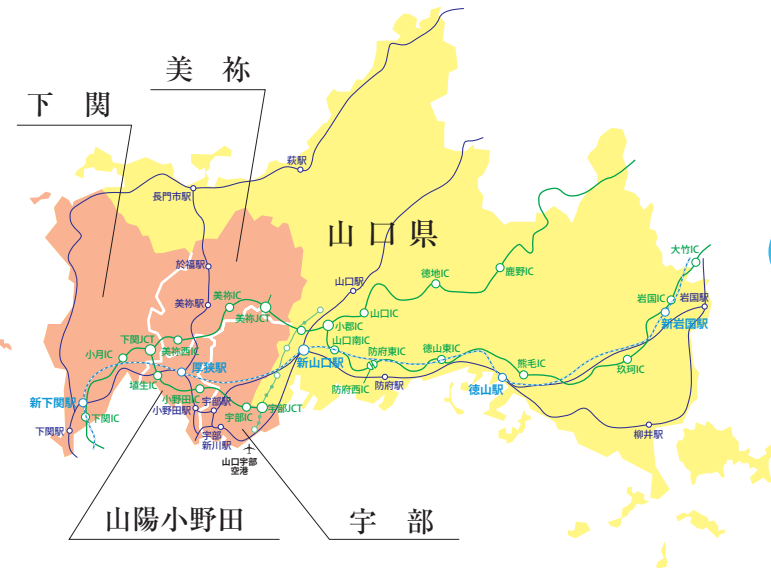 美　祢
下　関
萩駅
長門市駅
山口県
大竹IC
於福駅
鹿野IC
徳地IC
山口駅
美祢IC
美祢駅
岩国IC
岩国駅
美祢JCT
山口IC
小郡IC
新岩国駅
下関JCT
山口南IC
小月IC
美祢西IC
防府東IC
徳山東IC
新山口駅
厚狭駅
熊毛IC
玖珂IC
埴生IC
防府西IC
防府駅
徳山駅
新下関駅
小野田IC
小野田駅
宇部駅
宇部IC
宇部JCT
下関IC
下関駅
宇部
新川駅
柳井駅
山口宇部
空港
山陽小野田
宇　部